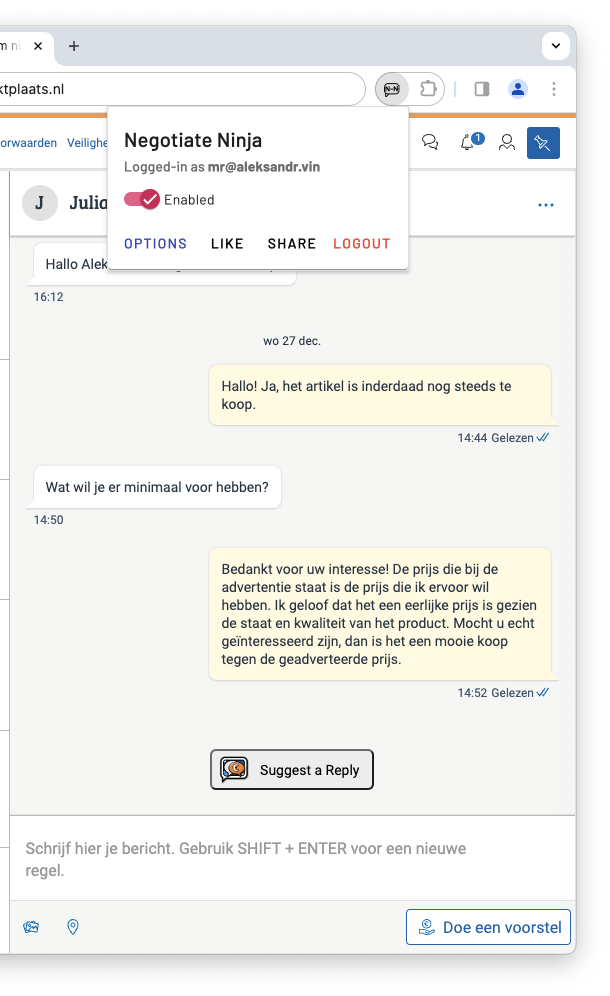 m nl
ktplaats.nl
N-N
orwaarden Veilighe
1
Negotiate Ninja
Logged-in as mr@aleksandr.vin
Enabled
OPTIONS LIKE SHARE LOGOUT
J Julia
Hallo Alek
16:12
wo 27 dec.
Hallo! Ja, het artikel is inderdaad nog steeds te
koop.
14:44 Gelezen
Wat wil je er minimaal voor hebben?
14:50
Bedankt voor uw interesse! De prijs die bij de
advertentie staat is de prijs die ik ervoor wil
hebben. Ik geloof dat het een eerlijke prijs is gezien
de staat en kwaliteit van het product. Mocht u echt
geïnteresseerd zijn, dan is het een mooie koop
tegen de geadverteerde prijs.
14:52 Gelezen
Suggest a Reply
Schrijf hier je bericht. Gebruik SHIFT + ENTER voor een nieuwe
regel.
Doe een voorstel